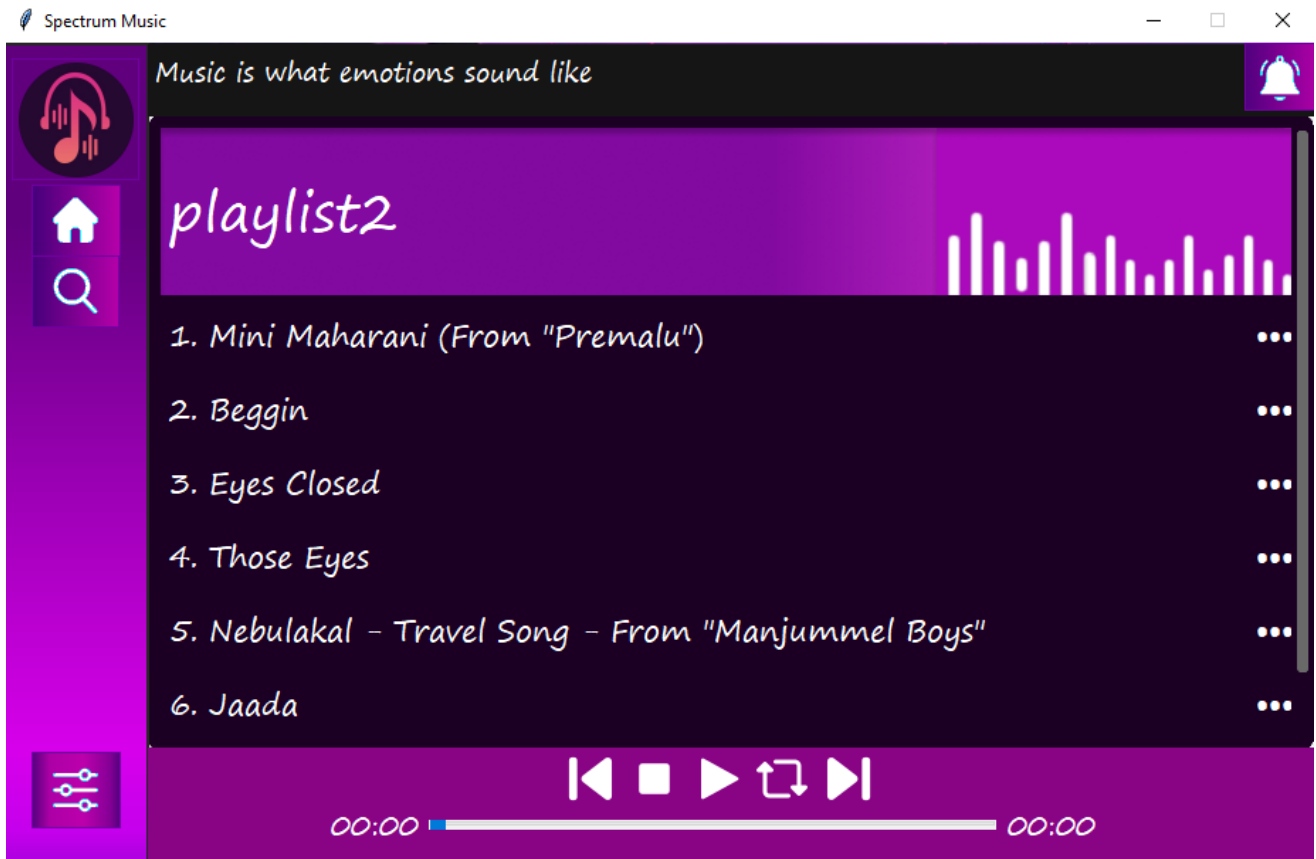 Spectrum Music
Music is what emotions sound like
playlist2
1. Mini Maharani (From "Premalu")
2. Beggin
3. Eyes Closed
4. Those Eyes
5. Nebulakal - Travel Song - From "Manjummel Boys"
6. Jaada
00:00 00:00